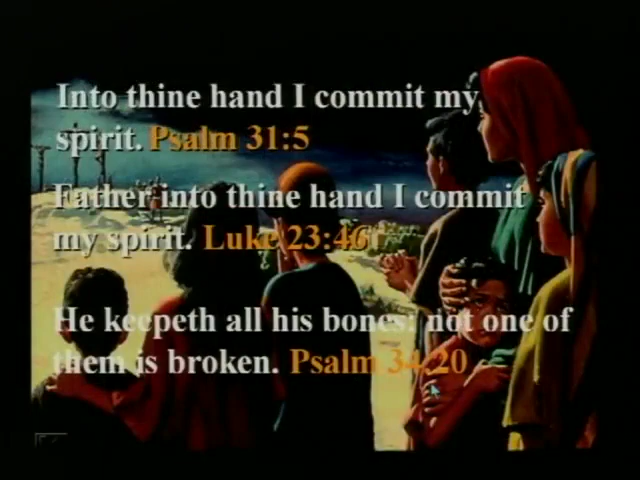 Into thine hand I commit my
spirit. Psalm 31:5
Father into thine hand I commit
my spirit. Luke 23:46
He keepeth all his bones: not one of
them is broken. Psalm 34:20